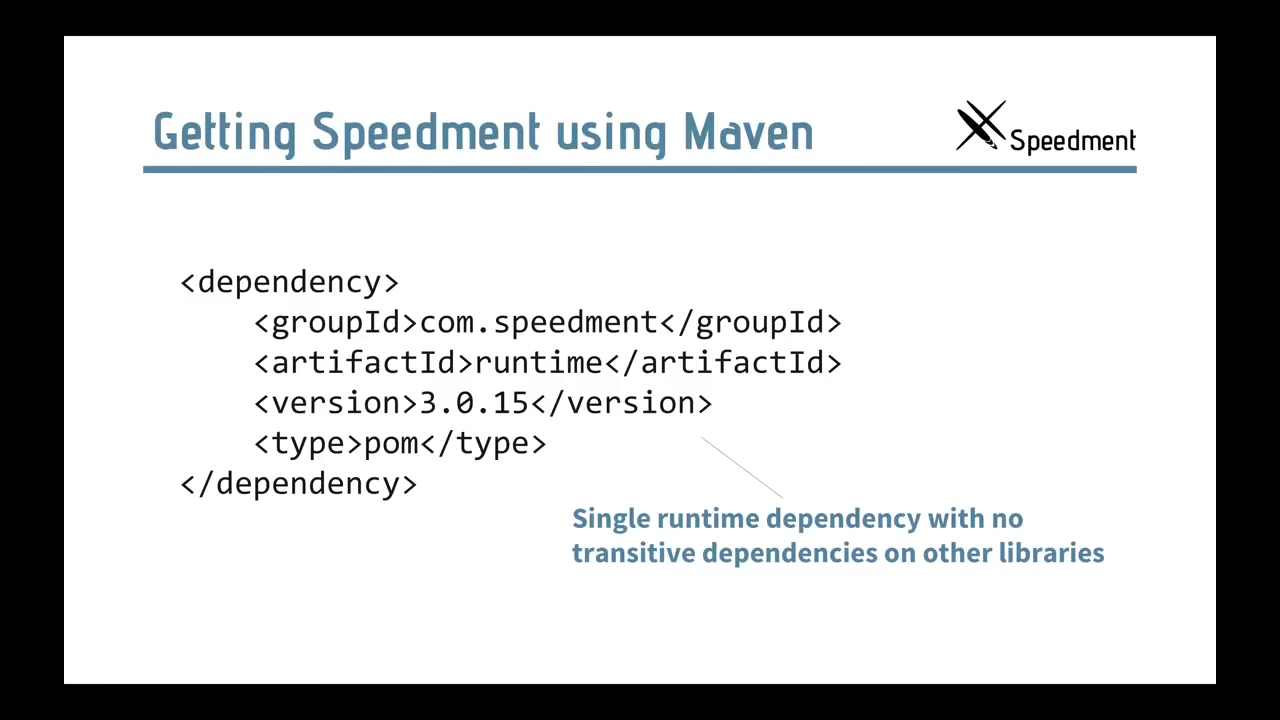 Getting Speedment using Maven
Speedment
<dependency>
    <groupId>com.speedment</groupId>
    <artifactId>runtime</artifactId>
    <version>3.0.15</version>
    <type>pom</type>
</dependency>
Single runtime dependency with no
transitive dependencies on other libraries